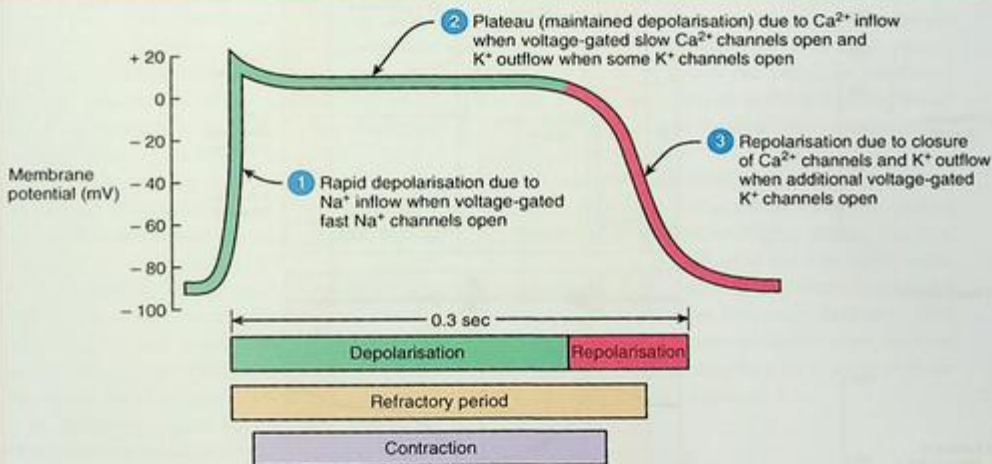 2 Plateau (maintained depolarisation) due to Ca²⁺ inflow
when voltage-gated slow Ca²⁺ channels open and
K⁺ outflow when some K⁺ channels open
+ 20
0
– 20
– 40
– 60
– 80
– 100
Membrane
potential (mV)
1 Rapid depolarisation due to
Na⁺ inflow when voltage-gated
fast Na⁺ channels open
3 Repolarisation due to closure
of Ca²⁺ channels and K⁺ outflow
when additional voltage-gated
K⁺ channels open
0.3 sec
Depolarisation
Repolarisation
Refractory period
Contraction